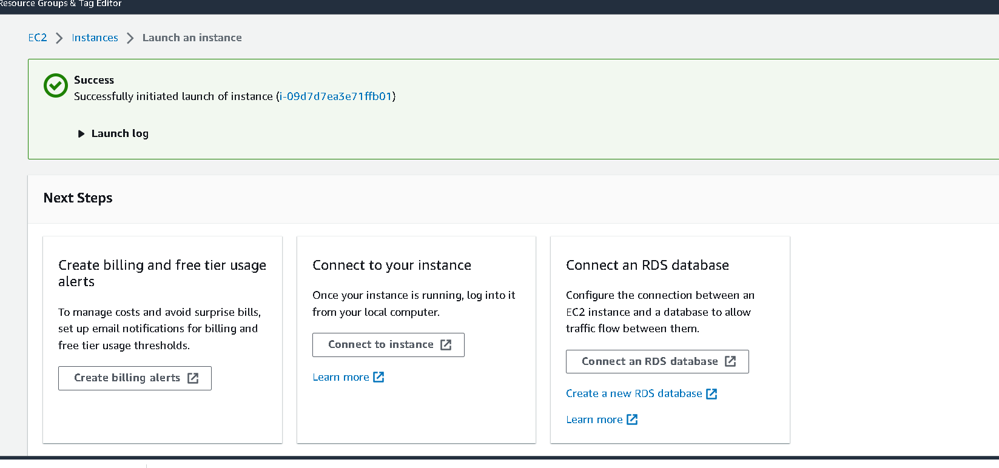 Resource Groups & Tag Editor
EC2 > Instances > Launch an instance
Success
Successfully initiated launch of instance (i-09d7d7ea3e71ffb01)
Launch log
Next Steps
Create billing and free tier usage
alerts
To manage costs and avoid surprise bills,
set up email notifications for billing and
free tier usage thresholds.
Create billing alerts
Connect to your instance
Once your instance is running, log into it
from your local computer.
Connect to instance
Learn more
Connect an RDS database
Configure the connection between an
EC2 instance and a database to allow
traffic flow between them.
Connect an RDS database
Create a new RDS database
Learn more